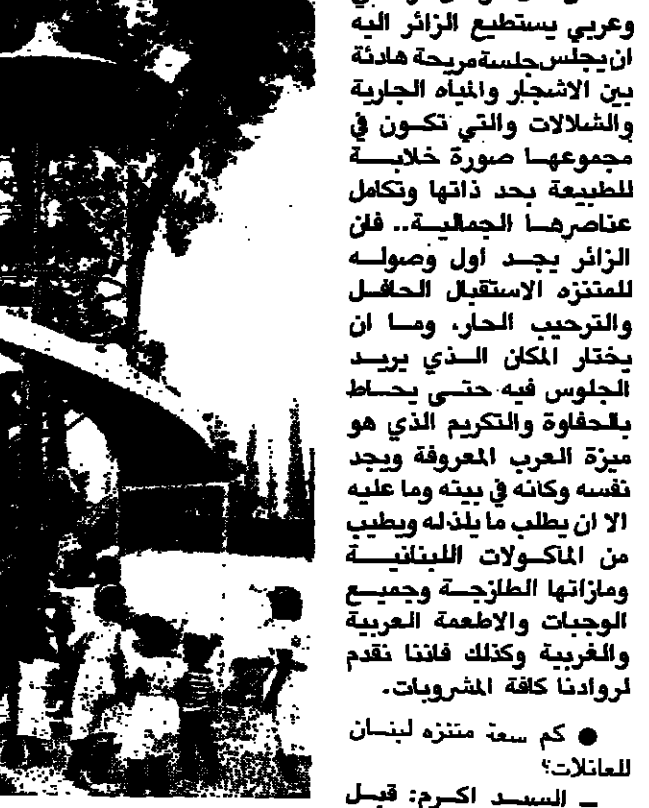 وعربي يستطيع الزائر اليه
ان يجلس جلسة مريحة هادئة
بين الاشجار والمياه الجارية
والشلالات والتي تكون في
مجموعها صورة خلابة
للطبيعة بحد ذاتها وتكامل
عناصرها الجمالية.. فان
الزائر يجد أول وصوله
للمتنزه الاستقبال الحافل
والترحيب الحار. وما ان
يختار المكان الذي يريد
الجلوس فيه حتى يحاط
بالحفاوة والتكريم الذي هو
ميزة العرب المعروفة ويجد
نفسه وكانه في بيته وما عليه
الا ان يطلب ما يلذ له ويطيب
من الماكولات اللبنانية
ومازاتها الطازجة وجميع
الوجبات والاطعمة العربية
والغربية وكذلك فاننا نقدم
لروادنا كافة المشروبات.
● كم سعة متنزه لبنان
للعائلات؟
ـ السيد اكرم: قبل